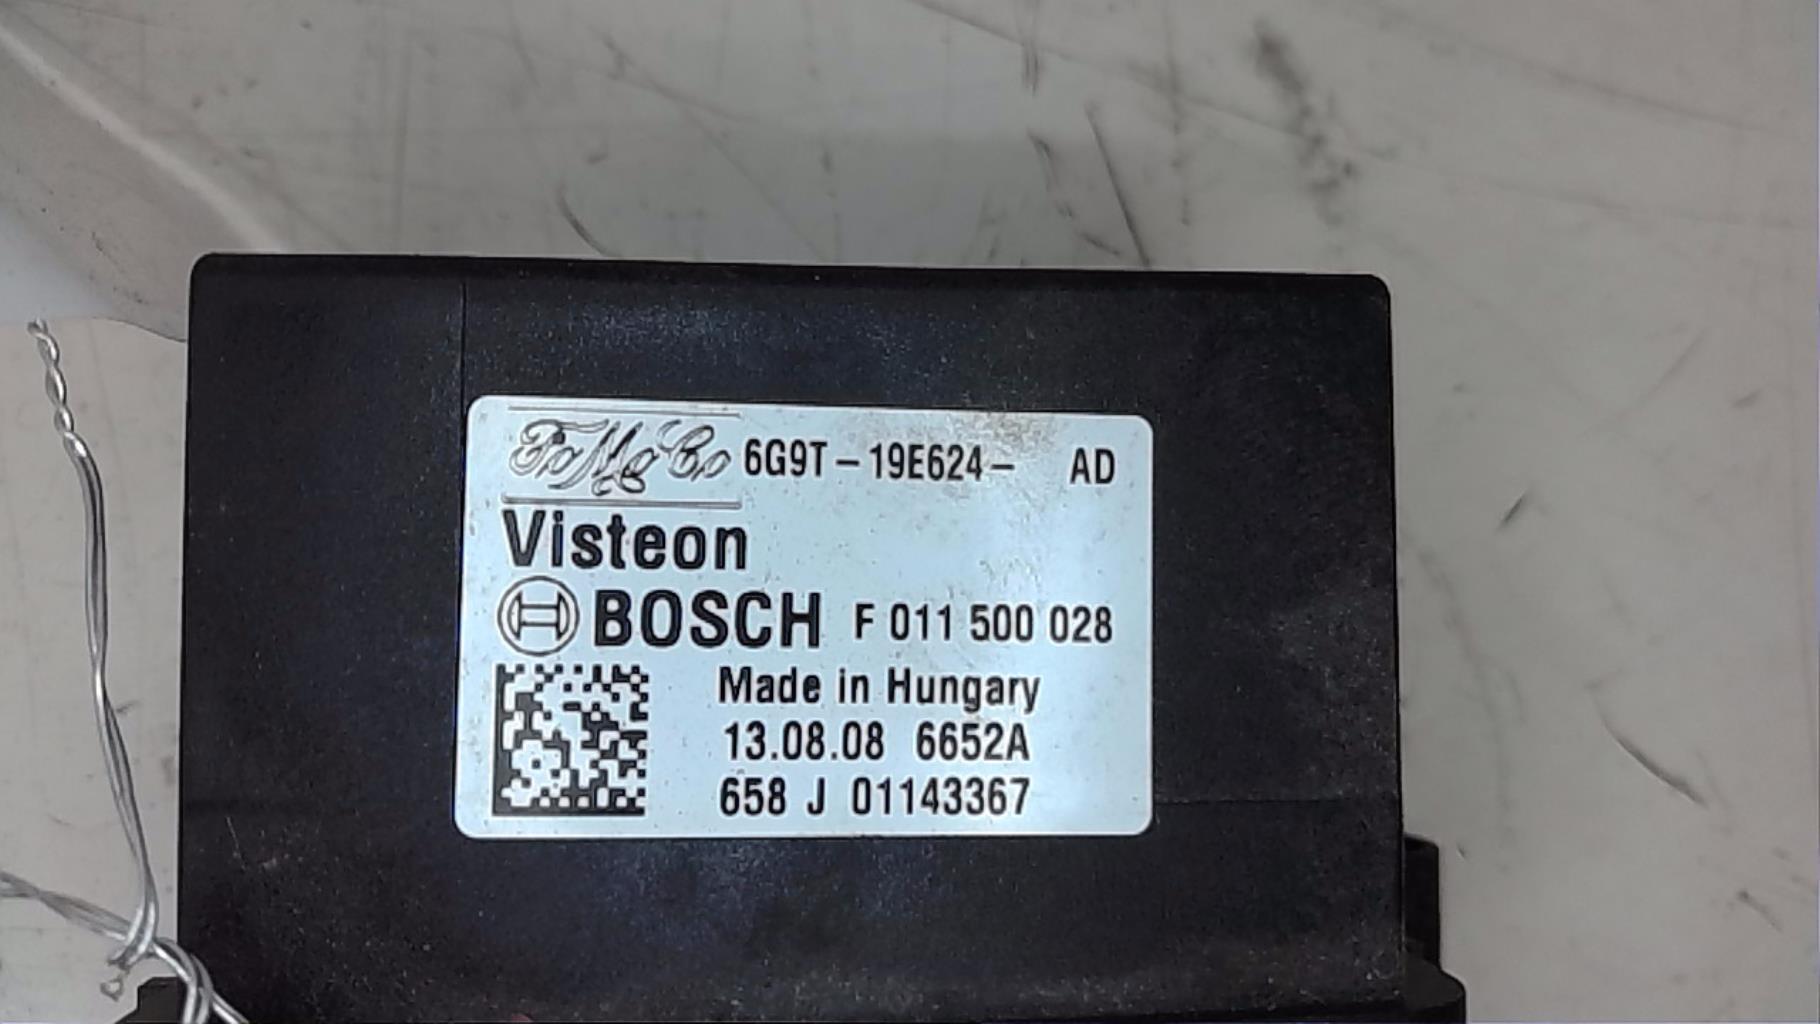 FoMoCo 6G9T - 19E624 - AD
Visteon
BOSCH F 011 500 028
Made in Hungary
13.08.08 6652A
658 J 01143367